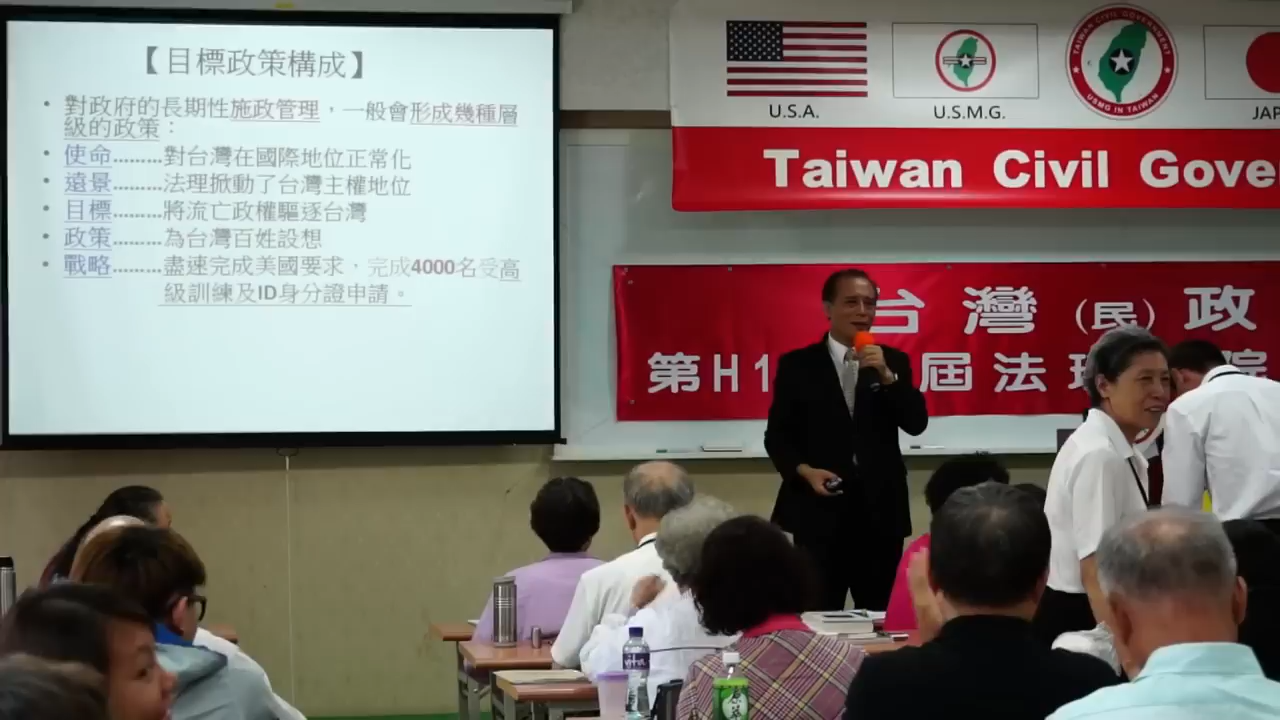 【目標政策構成】
• 對政府的長期性施政管理，一般會形成幾種層
級的政策：
• 使命.........對台灣在國際地位正常化
• 遠景.........法理掀動了台灣主權地位
• 目標.........將流亡政權驅逐台灣
• 政策.........為台灣百姓設想
• 戰略.........盡速完成美國要求，完成4000名受高
級訓練及ID身分證申請。
U.S.A.
U.S.M.G.
TAIWAN CIVIL GOVERNMENT
USMG IN TAIWAN
JAP
Taiwan Civil Gove
台灣（民）政
第H1 屆法理 院